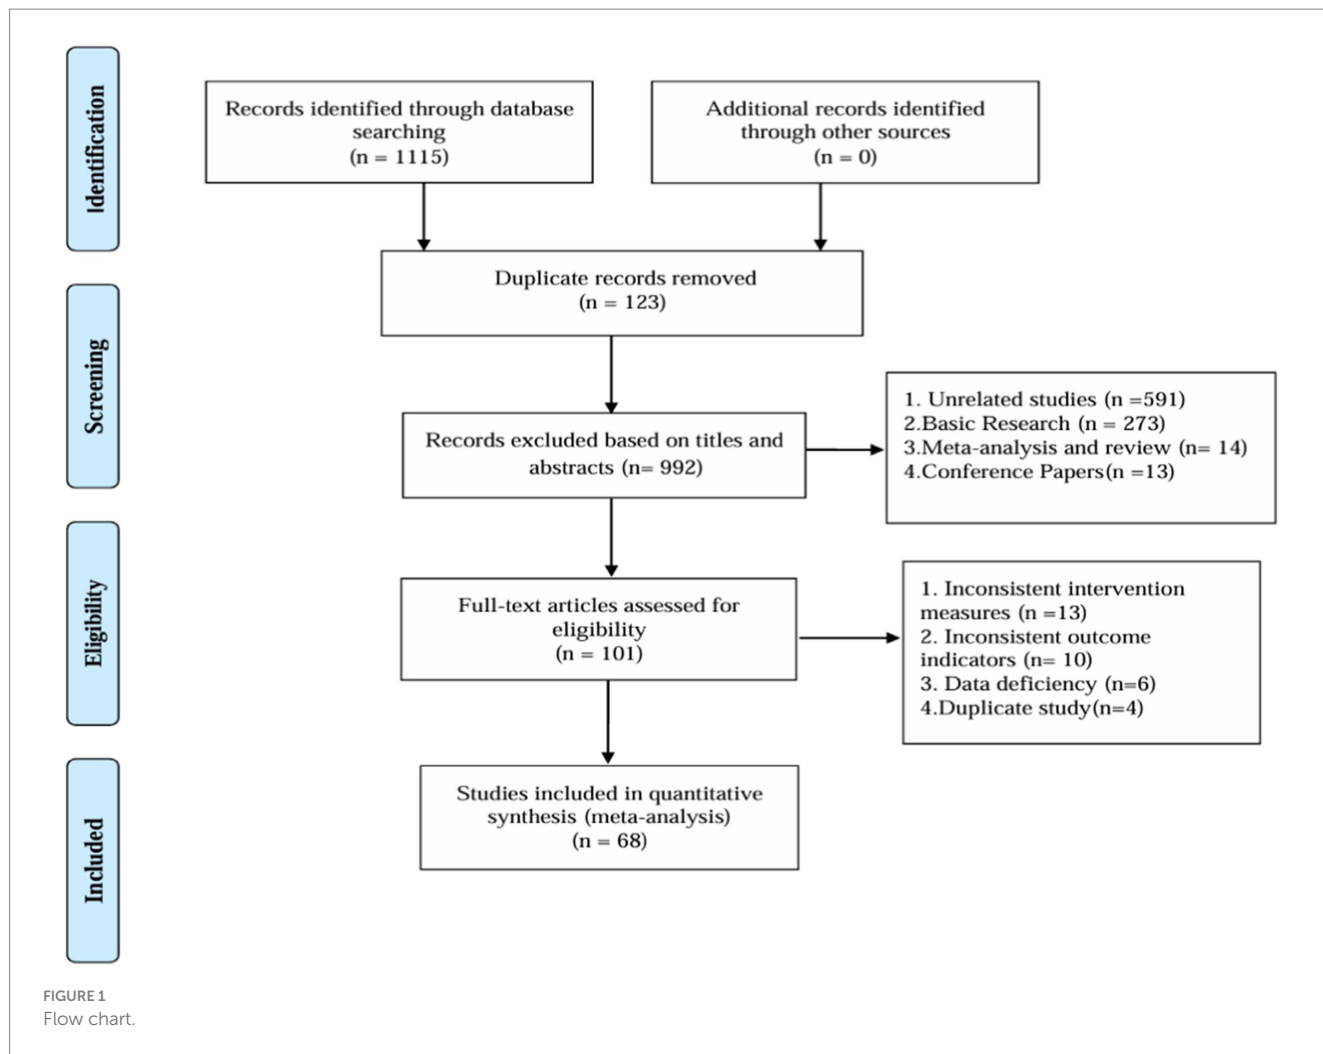 Identification
Records identified through database
searching
(n = 1115)
Additional records identified
through other sources
(n = 0)
Duplicate records removed
(n = 123)
Screening
Records excluded based on titles and
abstracts (n= 992)
1. Unrelated studies (n =591)
2.Basic Research (n = 273)
3.Meta-analysis and review (n= 14)
4.Conference Papers(n =13)
Eligibility
Full-text articles assessed for
eligibility
(n = 101)
1. Inconsistent intervention
measures (n =13)
2. Inconsistent outcome
indicators (n= 10)
3. Data deficiency (n=6)
4.Duplicate study(n=4)
Included
Studies included in quantitative
synthesis (meta-analysis)
(n = 68)
FIGURE 1
Flow chart.